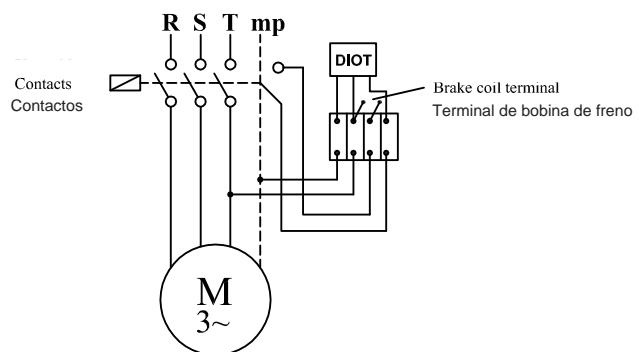 R S T mp
DIOT
Contacts
Contactos
Brake coil terminal
Terminal de bobina de freno
M
3~